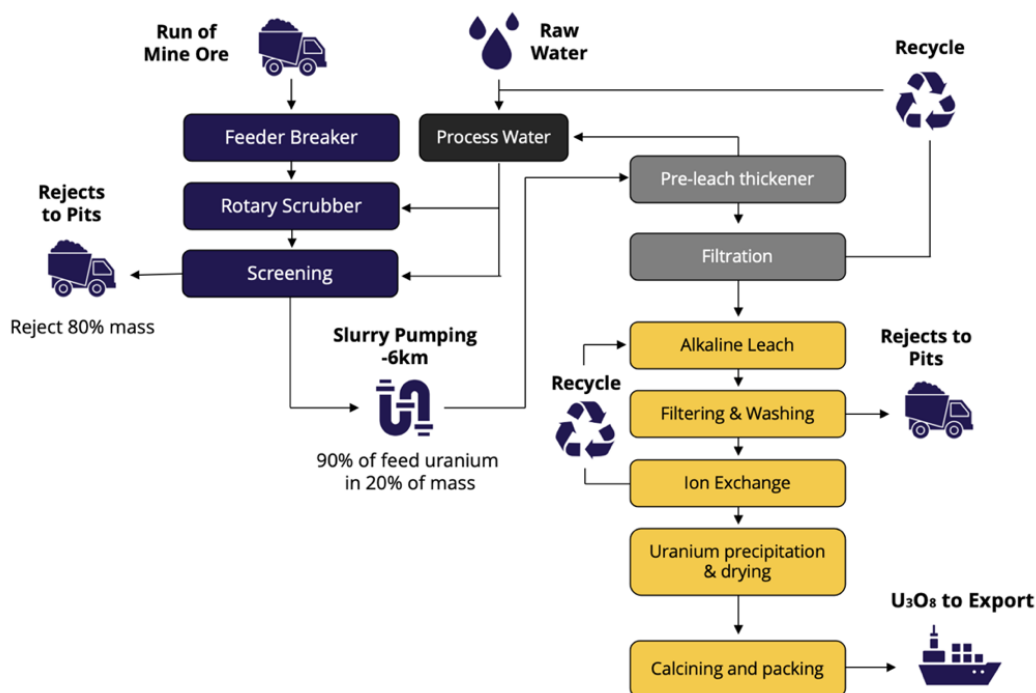 Run of
Mine Ore
Raw
Water
Recycle
Feeder Breaker
Process Water
Pre-leach thickener
Rejects
to Pits
Rotary Scrubber
Screening
Filtration
Reject 80% mass
Slurry Pumping
-6km
90% of feed uranium
in 20% of mass
Recycle
Alkaline Leach
Rejects to
Pits
Filtering & Washing
Ion Exchange
Uranium precipitation
& drying
U₃O₈ to Export
Calcining and packing